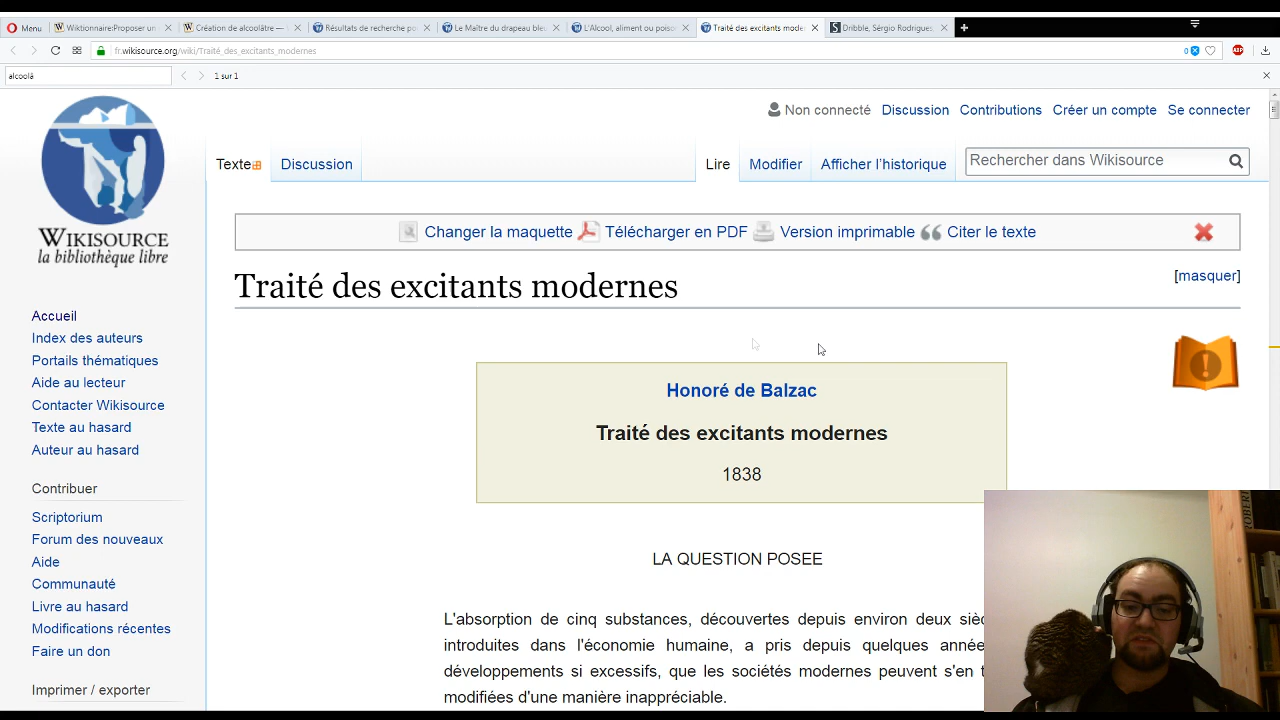 Menu
Wiktionnaire:Proposer un
Création de alcoolâtre —
Résultats de recherche po
Le Maître du drapeau bleu
L'Alcool, aliment ou poiso
Traité des excitants moder
Dribble, Sérgio Rodrigues
fr.wikisource.org/wiki/Traité_des_excitants_modernes
0
ABP
alcoolâ
1 sur 1
Non connecté Discussion Contributions Créer un compte Se connecter
Texte Discussion Lire Modifier Afficher l’historique Rechercher dans Wikisource
WIKISOURCE
la bibliothèque libre
Changer la maquette Télécharger en PDF Version imprimable Citer le texte
Traité des excitants modernes
[masquer]
Accueil
Index des auteurs
Portails thématiques
Aide au lecteur
Contacter Wikisource
Texte au hasard
Auteur au hasard
Contribuer
Scriptorium
Forum des nouveaux
Aide
Communauté
Livre au hasard
Modifications récentes
Faire un don
Imprimer / exporter
Honoré de Balzac
Traité des excitants modernes
1838
LA QUESTION POSEE
L'absorption de cinq substances, découvertes depuis environ deux siè
introduites dans l'économie humaine, a pris depuis quelques anné
développements si excessifs, que les sociétés modernes peuvent s'en t
modifiées d'une manière inappréciable.